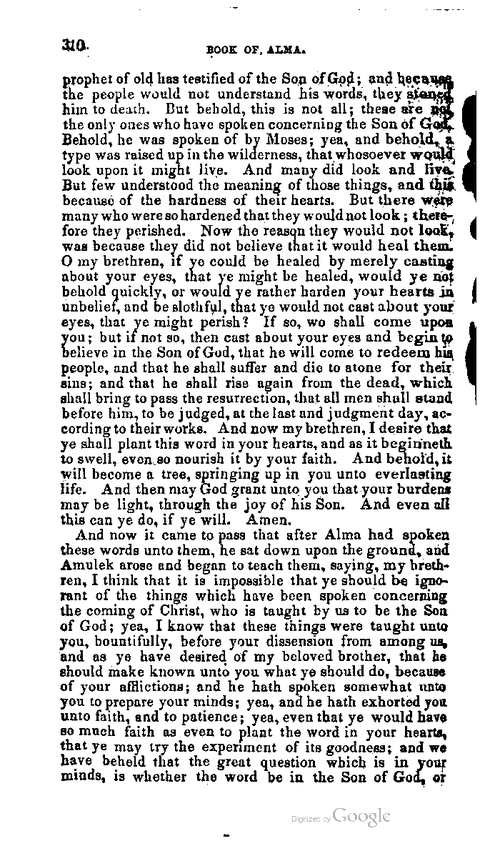 310.
BOOK OF ALMA.
prophet of old has testified of the Son of God; and because
the people would not understand his words, they stoned
him to death. But behold, this is not all; these are not
the only ones who have spoken concerning the Son of God.
Behold, he was spoken of by Moses; yea, and behold, a
type was raised up in the wilderness, that whosoever would
look upon it might live. And many did look and live.
But few understood the meaning of those things, and this
because of the hardness of their hearts. But there were
many who were so hardened that they would not look; there-
fore they perished. Now the reason they would not look,
was because they did not believe that it would heal them.
O my brethren, if ye could be healed by merely casting
about your eyes, that ye might be healed, would ye not
behold quickly, or would ye rather harden your hearts in
unbelief, and be slothful, that ye would not cast about your
eyes, that ye might perish? If so, wo shall come upon
you; but if not so, then cast about your eyes and begin to
believe in the Son of God, that he will come to redeem his
people, and that he shall suffer and die to atone for their
sins; and that he shall rise again from the dead, which
shall bring to pass the resurrection, that all men shall stand
before him, to be judged, at the last and judgment day, ac-
cording to their works. And now my brethren, I desire that
ye shall plant this word in your hearts, and as it beginneth
to swell, even so nourish it by your faith. And behold, it
will become a tree, springing up in you unto everlasting
life. And then may God grant unto you that your burdens
may be light, through the joy of his Son. And even all
this can ye do, if ye will. Amen.
And now it came to pass that after Alma had spoken
these words unto them, he sat down upon the ground, and
Amulek arose and began to teach them, saying, my breth-
ren, I think that it is impossible that ye should be igno-
rant of the things which have been spoken concerning
the coming of Christ, who is taught by us to be the Son
of God; yea, I know that these things were taught unto
you, bountifully, before your dissension from among us,
and as ye have desired of my beloved brother, that he
should make known unto you what ye should do, because
of your afflictions; and he hath spoken somewhat unto
you to prepare your minds; yea, and he hath exhorted you
unto faith, and to patience; yea, even that ye would have
so much faith as even to plant the word in your hearts,
that ye may try the experiment of its goodness; and we
have beheld that the great question which is in your
minds, is whether the word be in the Son of God, or
Digitized by Google